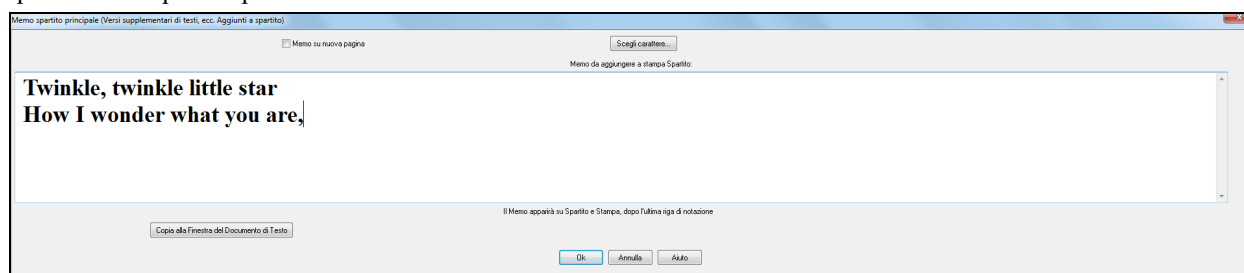 Memo spartito principale (Versi supplementari di testi, ecc. Aggiunti a spartito)
Memo su nuova pagina
Scegli carattere...
Memo da aggiungere a stampa Spartito:
Twinkle, twinkle little star
How I wonder what you are,
Il Memo apparirà su Spartito e Stampa, dopo l'ultima riga di notazione
Copia alla Finestra del Documento di Testo
Ok Annulla Aiuto